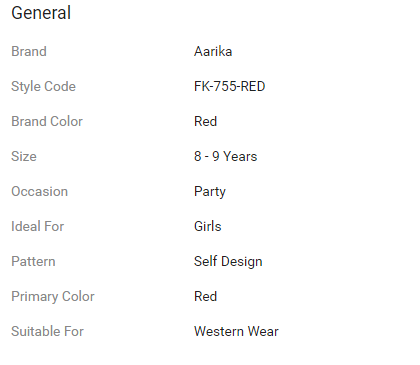 General
Brand Aarika
Style Code FK-755-RED
Brand Color Red
Size 8 - 9 Years
Occasion Party
Ideal For Girls
Pattern Self Design
Primary Color Red
Suitable For Western Wear